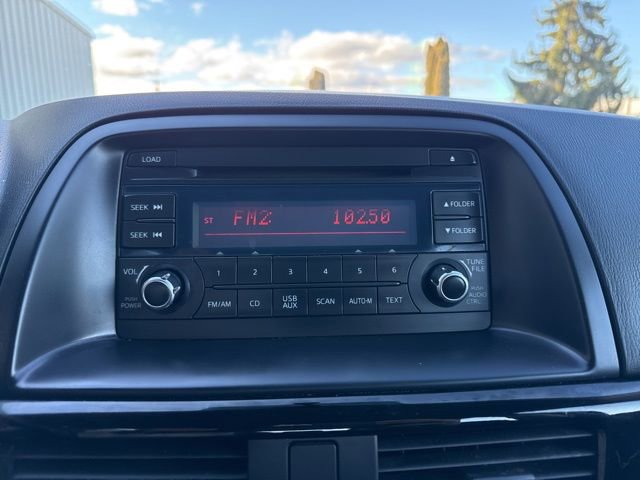 LOAD
SEEK
SEEK
ST FM2: 102.50
FOLDER
FOLDER
VOL
PUSH
POWER
1 2 3 4 5 6
FM/AM CD USB AUX SCAN AUTO-M TEXT
TUNE
FILE
PUSH
AUDIO
CTRL